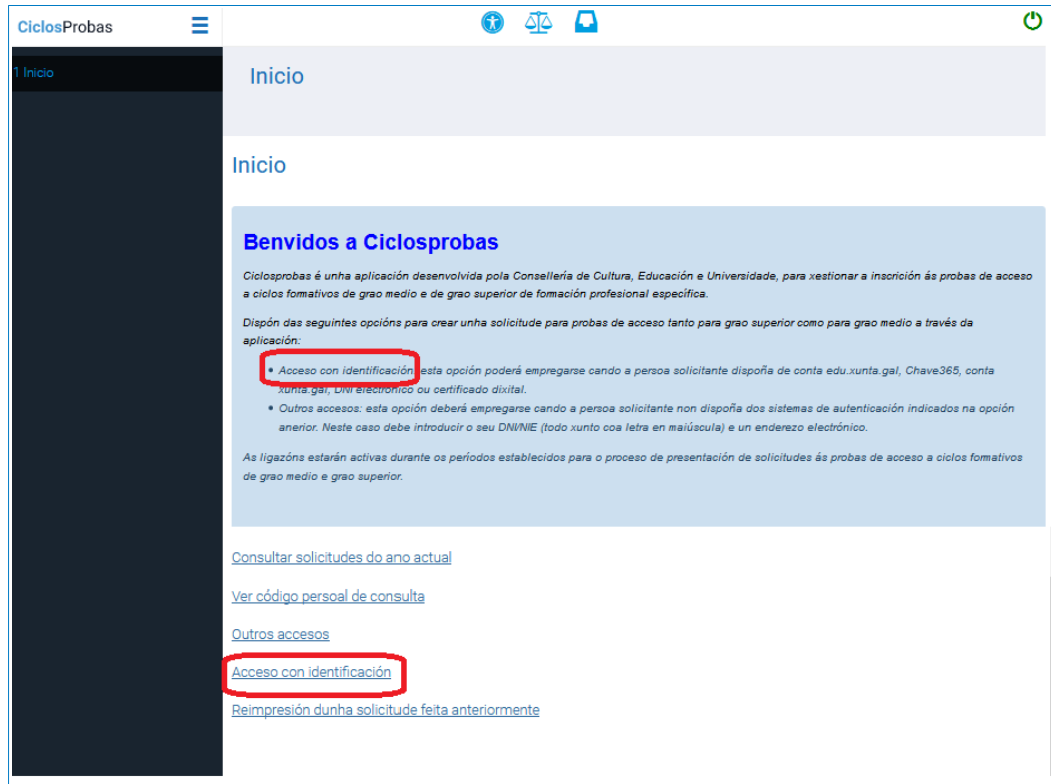 CiclosProbas
1 Inicio
Inicio
Inicio
Benvidos a Ciclosprobas
Ciclosprobas é unha aplicación desenvolvida pola Consellería de Cultura, Educación e Universidade, para xestionar a inscrición ás probas de acceso
a ciclos formativos de grao medio e de grao superior de formación profesional específica.
Dispón das seguintes opcións para crear unha solicitude para probas de acceso tanto para grao superior como para grao medio a través da
aplicación:
• Acceso con identificación: esta opción poderá empregarse cando a persoa solicitante dispoña de conta edu.xunta.gal, Chave365, conta
xunta.gal, DNI electrónico ou certificado dixital.
• Outros accesos: esta opción deberá empregarse cando a persoa solicitante non dispoña dos sistemas de autenticación indicados na opción
anerior. Neste caso debe introducir o seu DNI/NIE (todo xunto coa letra en maiúscula) e un enderezo electrónico.
As ligazóns estarán activas durante os períodos establecidos para o proceso de presentación de solicitudes ás probas de acceso a ciclos formativos
de grao medio e grao superior.
Consultar solicitudes do ano actual
Ver código persoal de consulta
Outros accesos
Acceso con identificación
Reimpresión dunha solicitude feita anteriormente